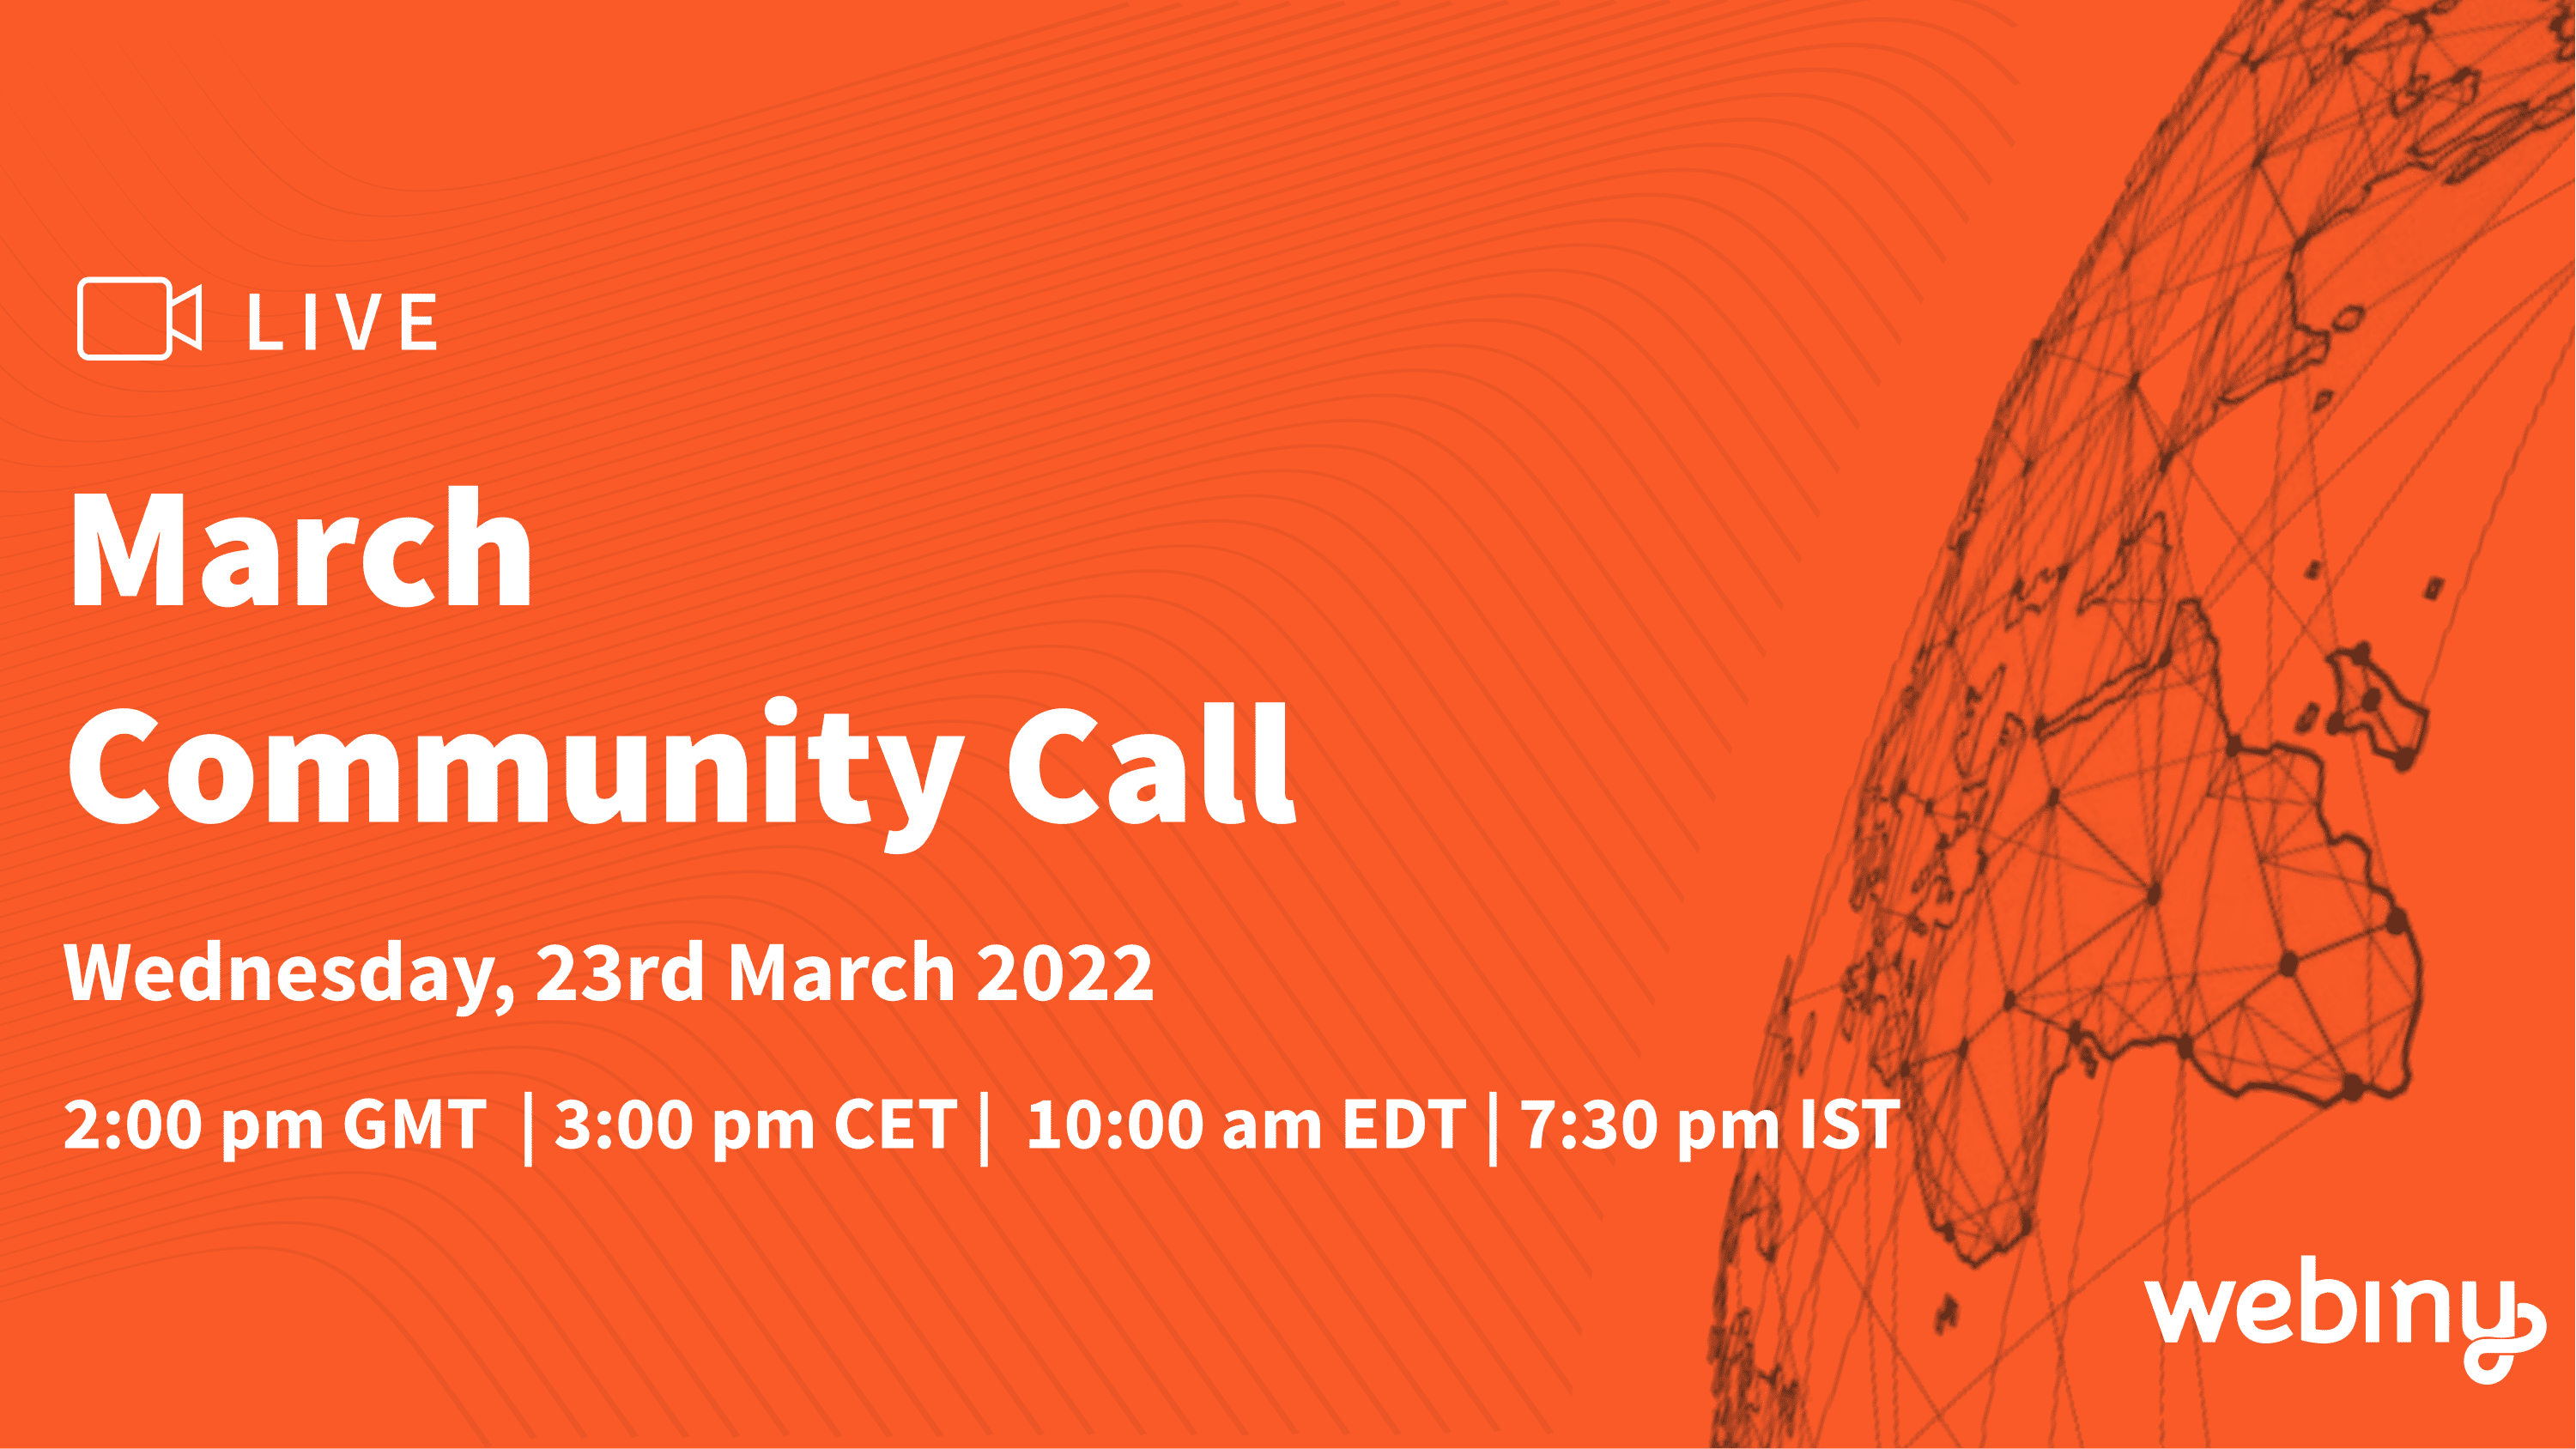 LIVE
March
Community Call
Wednesday, 23rd March 2022
2:00 pm GMT | 3:00 pm CET | 10:00 am EDT | 7:30 pm IST
webiny